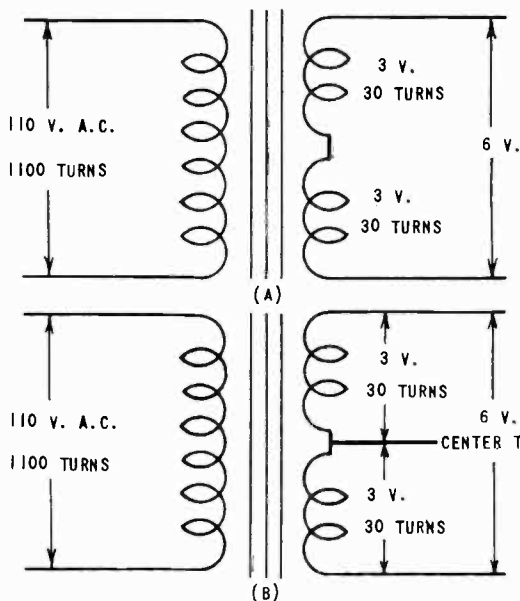 110 V. A.C.
1100 TURNS
3 V.
30 TURNS
3 V.
30 TURNS
6 V.
(A)
110 V. A.C.
1100 TURNS
3 V.
30 TURNS
6 V.
CENTER T
3 V.
30 TURNS
(B)